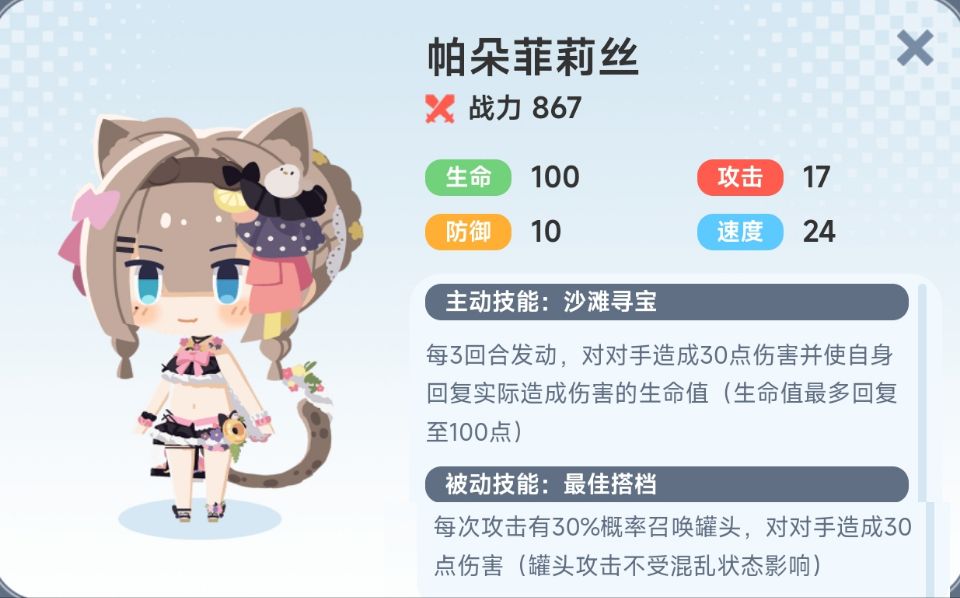 帕朵菲莉丝
战力 867
生命 100
攻击 17
防御 10
速度 24
主动技能：沙滩寻宝
每3回合发动，对对手造成30点伤害并使自身
回复实际造成伤害的生命值（生命值最多回复
至100点）
被动技能：最佳搭档
每次攻击有30%概率召唤罐头，对对手造成30
点伤害（罐头攻击不受混乱状态影响）